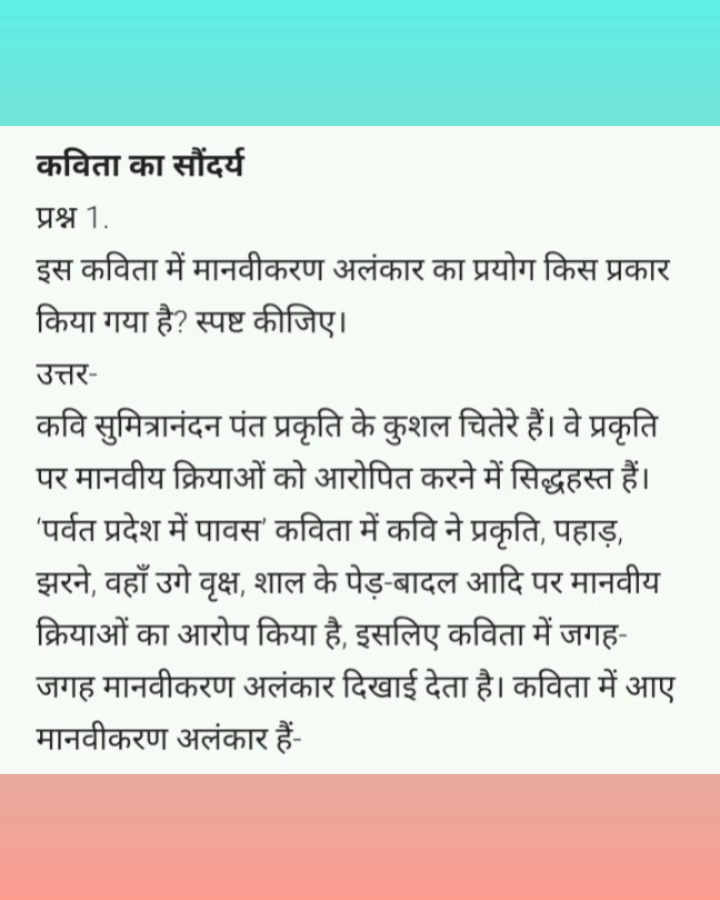 कविता का सौंदर्य
प्रश्न 1.
इस कविता में मानवीकरण अलंकार का प्रयोग किस प्रकार
किया गया है? स्पष्ट कीजिए।
उत्तर-
कवि सुमित्रानंदन पंत प्रकृति के कुशल चितेरे हैं। वे प्रकृति
पर मानवीय क्रियाओं को आरोपित करने में सिद्धहस्त हैं।
'पर्वत प्रदेश में पावस' कविता में कवि ने प्रकृति, पहाड़,
झरने, वहाँ उगे वृक्ष, शाल के पेड़-बादल आदि पर मानवीय
क्रियाओं का आरोप किया है, इसलिए कविता में जगह-
जगह मानवीकरण अलंकार दिखाई देता है। कविता में आए
मानवीकरण अलंकार हैं-